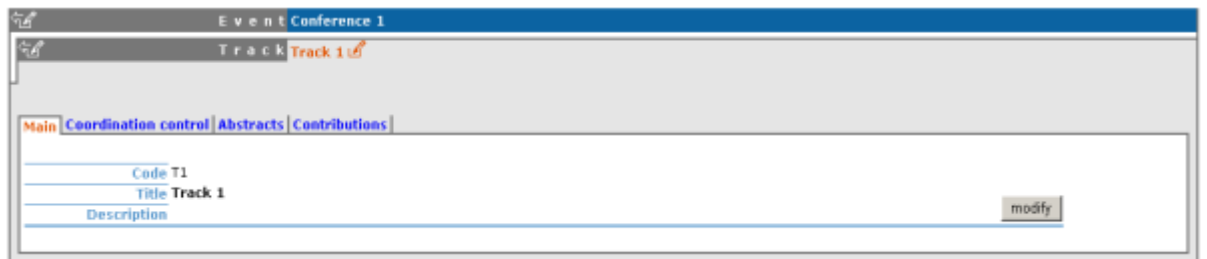 Event Conference 1
Track Track 1
Main Coordination control Abstracts Contributions
Code T1
Title Track 1
Description
modify